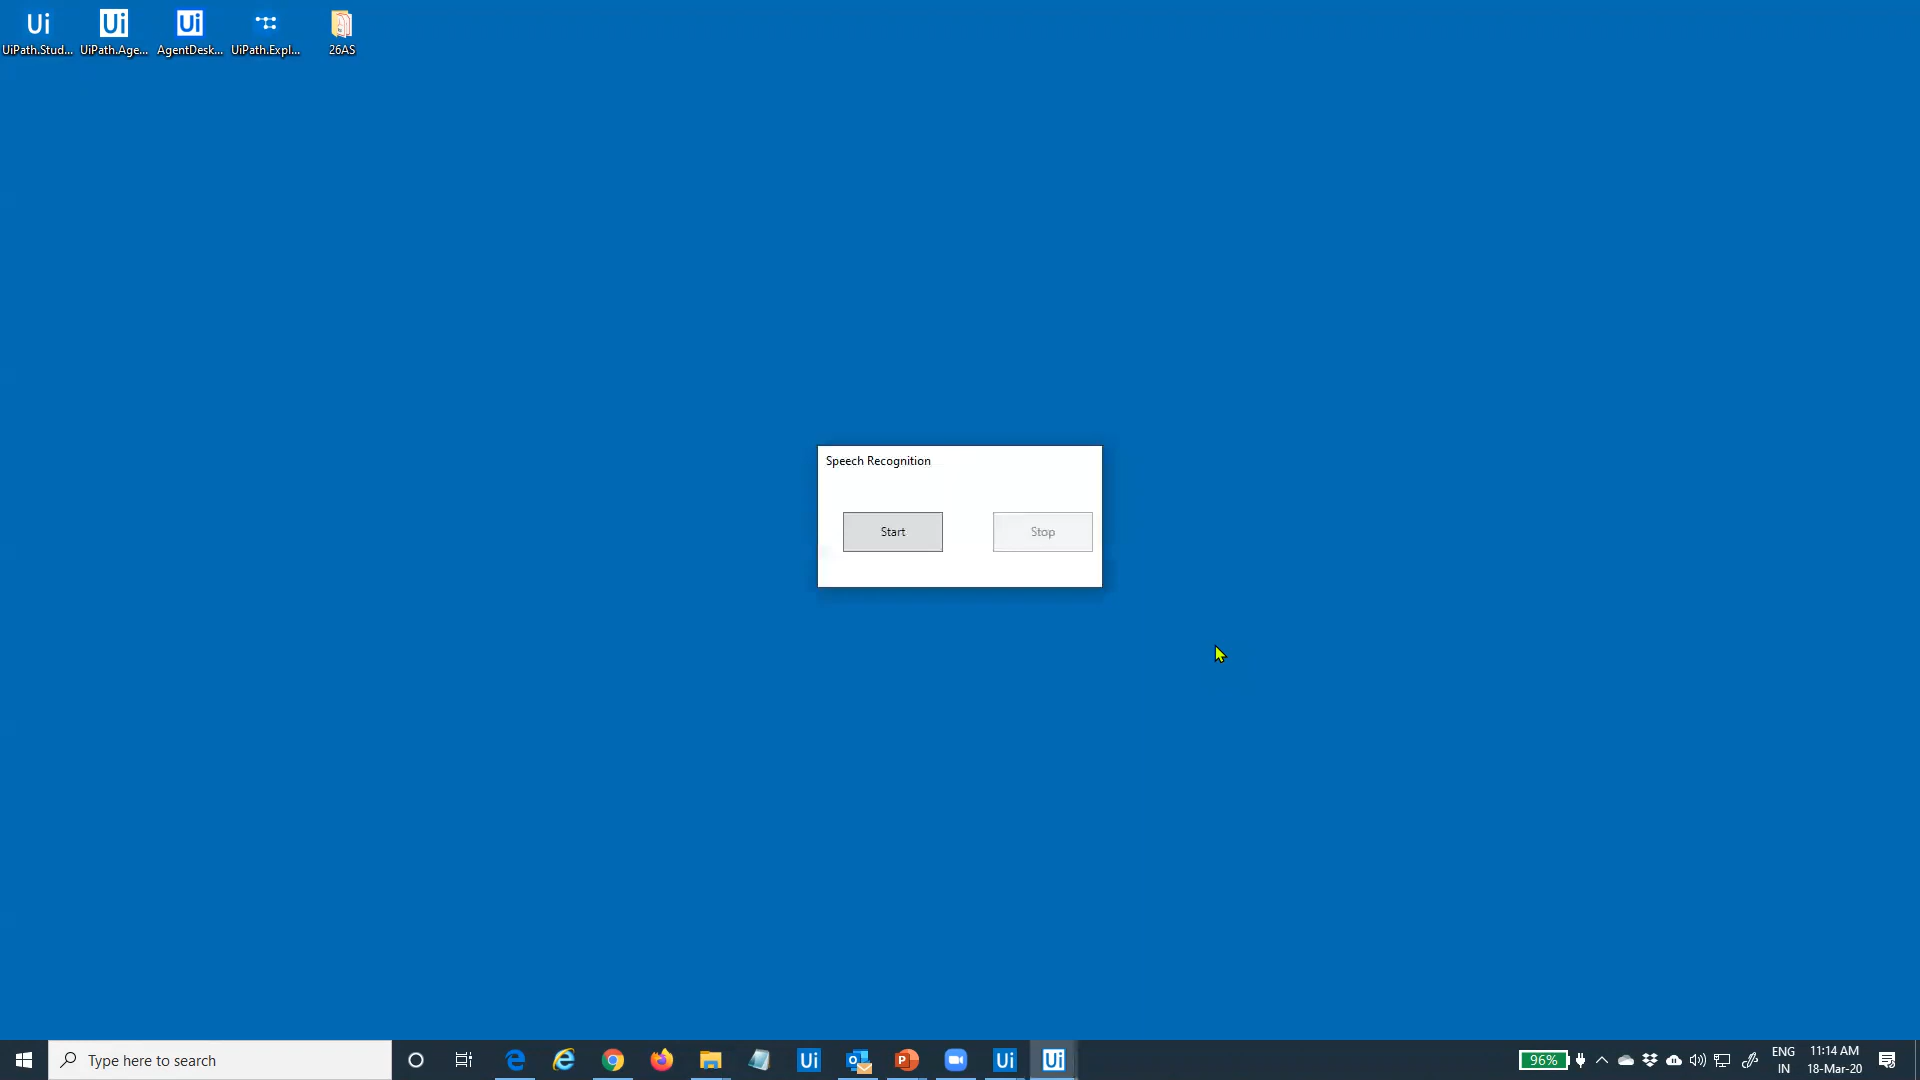 Ui
Ui
Ui
UiPath.Stud...
UiPath.Age...
AgentDesk...
UiPath.Expl...
26AS
Speech Recognition
Start
Stop
Type here to search
Ui
Ui
Ui
96%
ENG
IN
11:14 AM
18-Mar-20